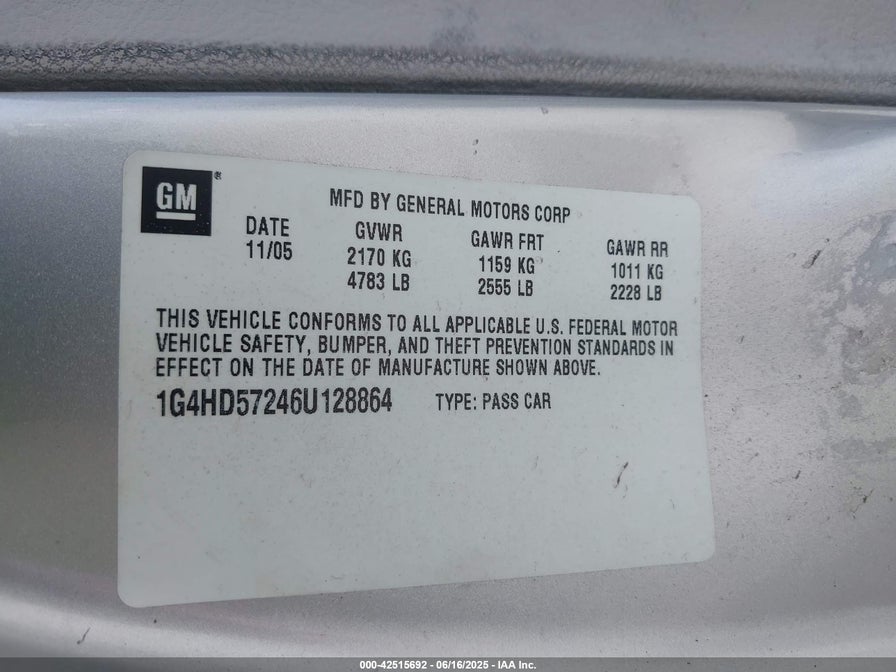 GM®
MFD BY GENERAL MOTORS CORP
DATE GVWR GAWR FRT GAWR RR
11/05 2170 KG 1159 KG 1011 KG
4783 LB 2555 LB 2228 LB
THIS VEHICLE CONFORMS TO ALL APPLICABLE U.S. FEDERAL MOTOR
VEHICLE SAFETY, BUMPER, AND THEFT PREVENTION STANDARDS IN
EFFECT ON THE DATE OF MANUFACTURE SHOWN ABOVE.
1G4HD57246U128864 TYPE: PASS CAR
000-42515692 - 06/16/2025 - IAA Inc.